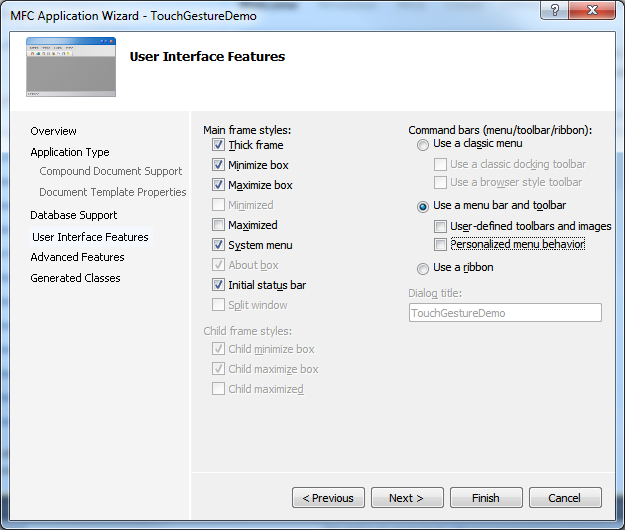 MFC Application Wizard - TouchGestureDemo
User Interface Features
Overview
Application Type
Compound Document Support
Document Template Properties
Database Support
User Interface Features
Advanced Features
Generated Classes
Main frame styles:
Thick frame
Minimize box
Maximize box
Minimized
Maximized
System menu
About box
Initial status bar
Split window
Child frame styles:
Child minimize box
Child maximize box
Child maximized
Command bars (menu/toolbar/ribbon):
Use a classic menu
Use a classic docking toolbar
Use a browser style toolbar
Use a menu bar and toolbar
User-defined toolbars and images
Personalized menu behavior
Use a ribbon
Dialog title:
TouchGestureDemo
< Previous
Next >
Finish
Cancel